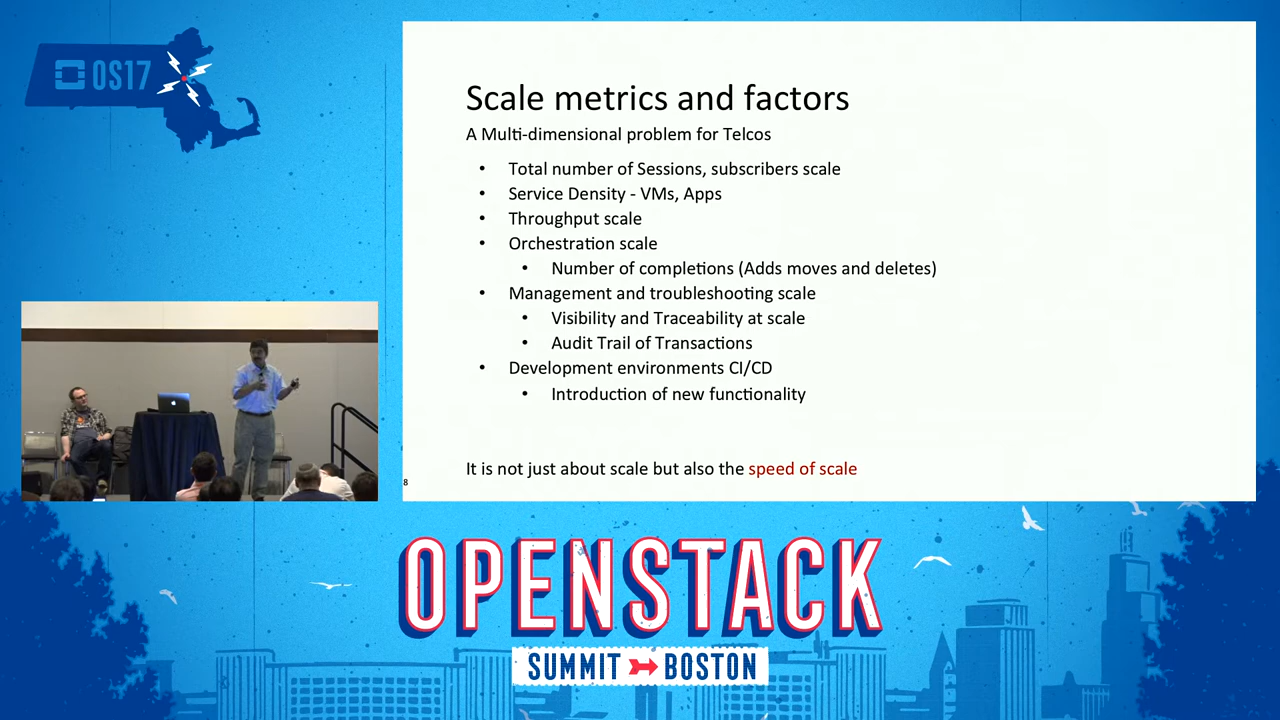 OS17
Scale metrics and factors
A Multi-dimensional problem for Telcos
• Total number of Sessions, subscribers scale
• Service Density - VMs, Apps
• Throughput scale
• Orchestration scale
• Number of completions (Adds moves and deletes)
• Management and troubleshooting scale
• Visibility and Traceability at scale
• Audit Trail of Transactions
• Development environments CI/CD
• Introduction of new functionality
It is not just about scale but also the speed of scale
8
OPENSTACK
SUMMIT BOSTON